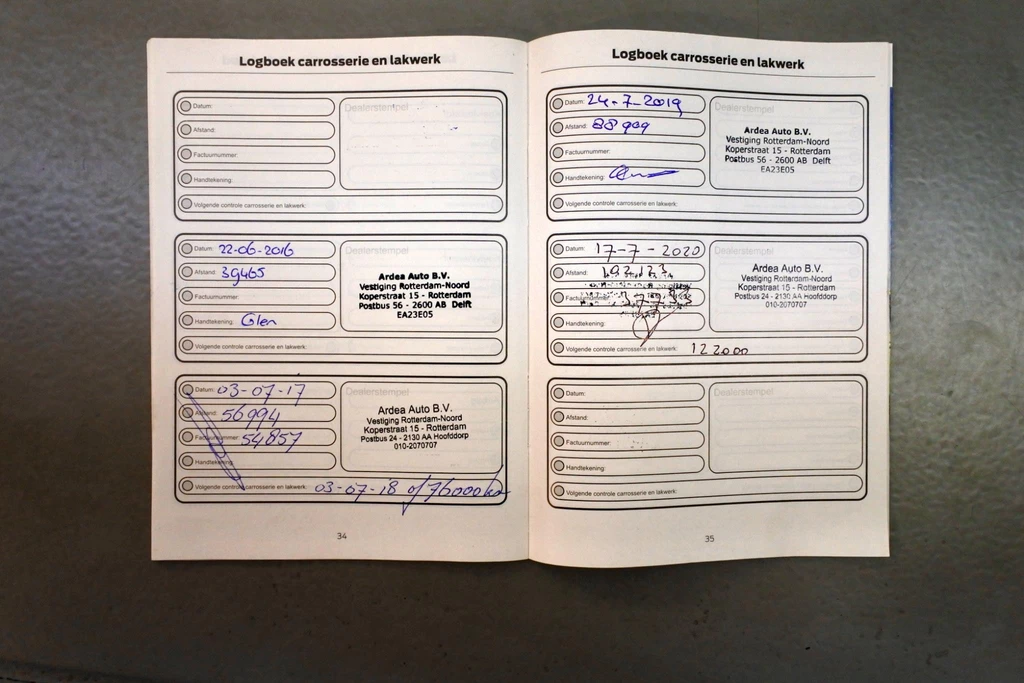 Logboek carrosserie en lakwerk
Datum:
Afstand:
Factuurnummer:
Handtekening:
Volgende controle carrosserie en lakwerk:
Dealerstempel
Datum: 22-06-2016
Afstand: 39465
Factuurnummer:
Handtekening: Glen
Volgende controle carrosserie en lakwerk:
Dealerstempel
Ardea Auto B.V.
Vestiging Rotterdam-Noord
Koperstraat 15 - Rotterdam
Postbus 56 - 2600 AB Delft
EA23E05
Datum: 03-07-17
Afstand: 56994
Factuurnummer: 54857
Handtekening:
Volgende controle carrosserie en lakwerk: 03-07-18 of 76000 km
Dealerstempel
Ardea Auto B.V.
Vestiging Rotterdam-Noord
Koperstraat 15 - Rotterdam
Postbus 24 - 2130 AA Hoofddorp
010-2070707
34
Logboek carrosserie en lakwerk
Datum: 24-7-2019
Afstand: 88909
Factuurnummer:
Handtekening:
Volgende controle carrosserie en lakwerk:
Dealerstempel
Ardea Auto B.V.
Vestiging Rotterdam-Noord
Koperstraat 15 - Rotterdam
Postbus 56 - 2600 AB Delft
EA23E05
Datum: 17-7-2020
Afstand:
Factuurnummer:
Handtekening:
Volgende controle carrosserie en lakwerk: 122000
Dealerstempel
Ardea Auto B.V.
Vestiging Rotterdam-Noord
Koperstraat 15 - Rotterdam
Postbus 24 - 2130 AA Hoofddorp
010-2070707
Datum:
Afstand:
Factuurnummer:
Handtekening:
Volgende controle carrosserie en lakwerk:
Dealerstempel
35